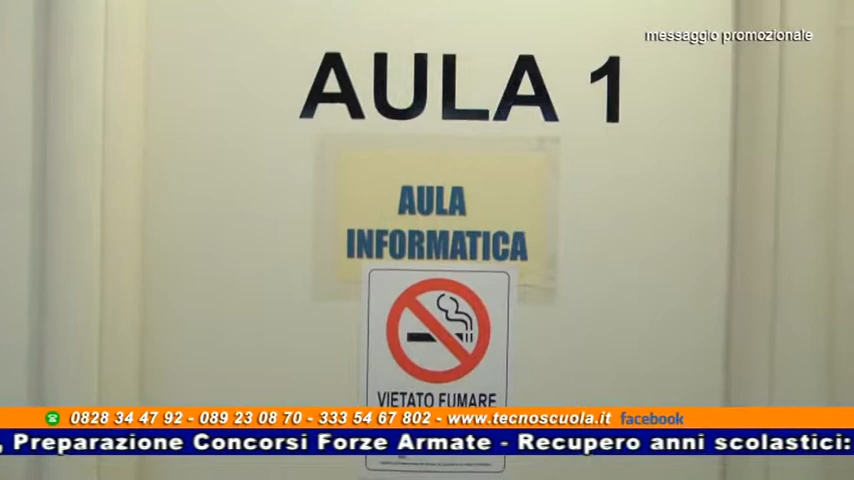 messaggio promozionale
AULA 1
AULA
INFORMATICA
VIETATO FUMARE
0828 34 47 92 - 089 23 08 70 - 333 54 67 802 - www.tecnoscuola.it facebook
, Preparazione Concorsi Forze Armate - Recupero anni scolastici: